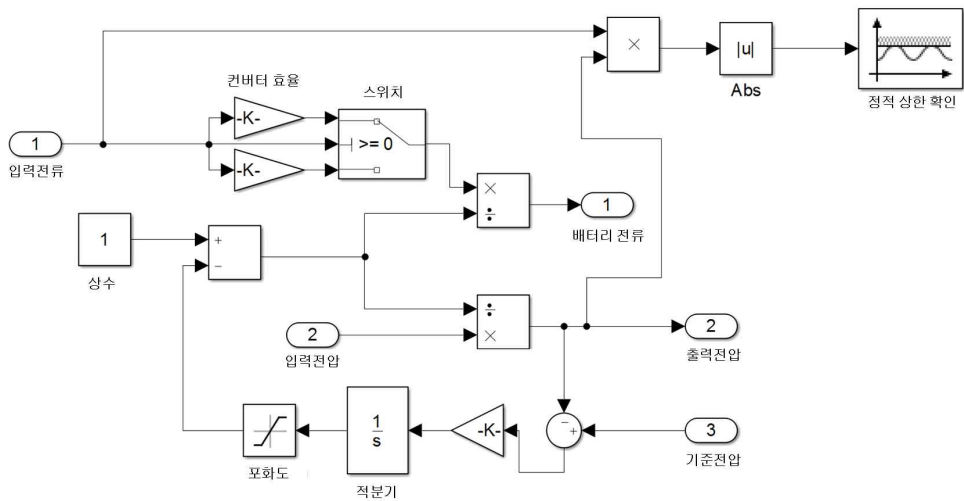 ×
|u|
Abs
정적 상한 확인
컨버터 효율
스위치
-K-
>= 0
-K-
1
입력전류
×
÷
1
배터리 전류
1
상수
+
−
÷
×
2
입력전압
2
출력전압
−
+
3
기준전압
-K-
1
s
적분기
포화도